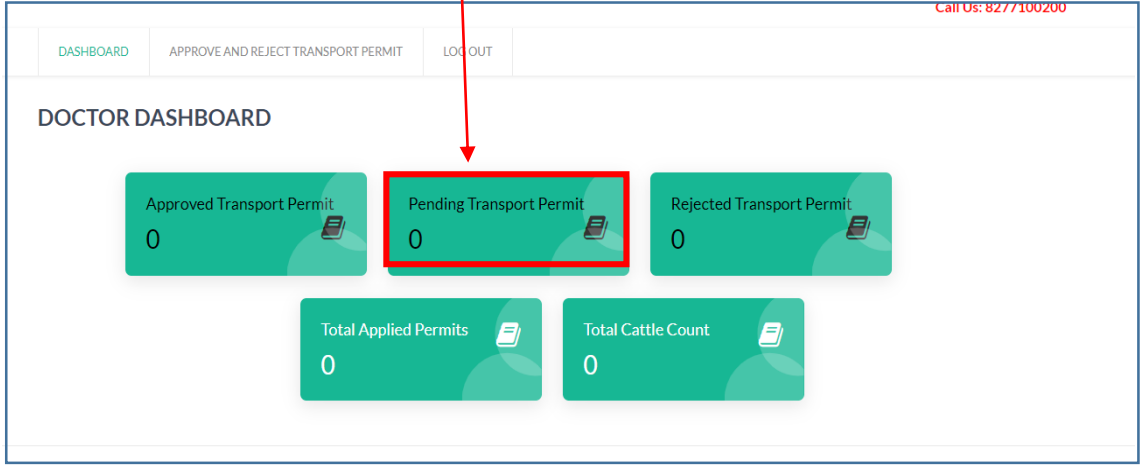 Call Us: 8277100200
DASHBOARD APPROVE AND REJECT TRANSPORT PERMIT LOG OUT
DOCTOR DASHBOARD
Approved Transport Permit Pending Transport Permit Rejected Transport Permit
0 0 0
Total Applied Permits Total Cattle Count
0 0